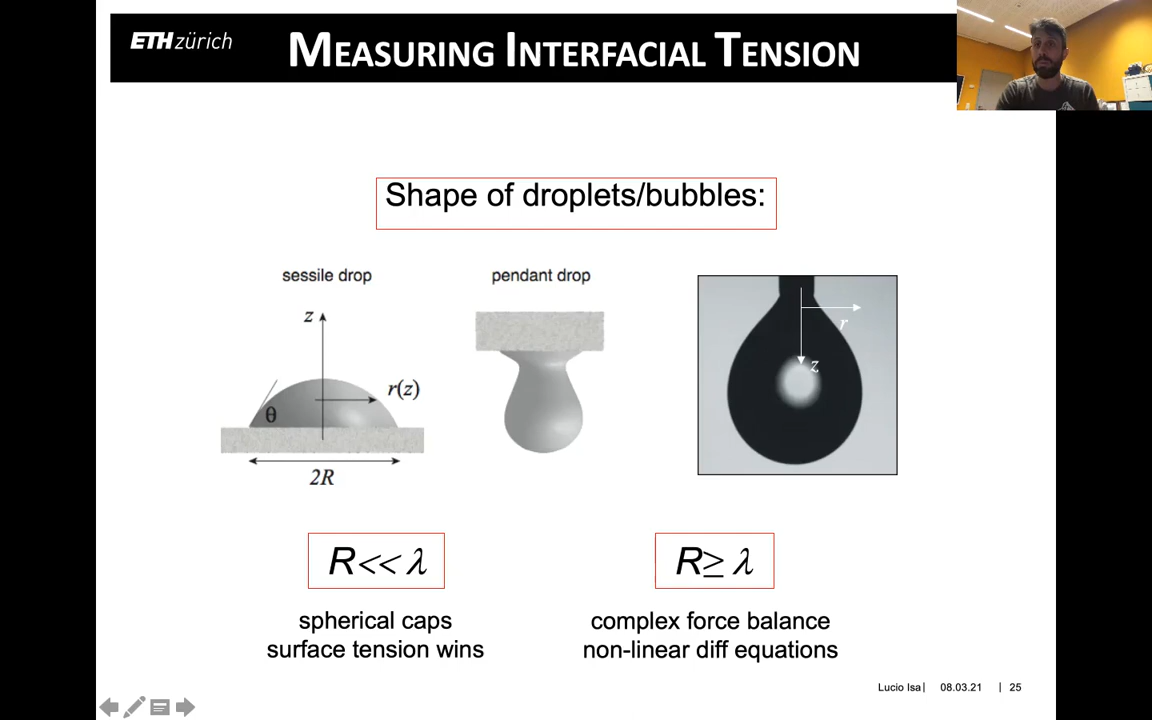 ETH zürich
MEASURING INTERFACIAL TENSION
Shape of droplets/bubbles:
sessile drop
pendant drop
z
r(z)
θ
2R
r
z
R<< λ
R≥ λ
spherical caps
surface tension wins
complex force balance
non-linear diff equations
Lucio Isa| 08.03.21 | 25